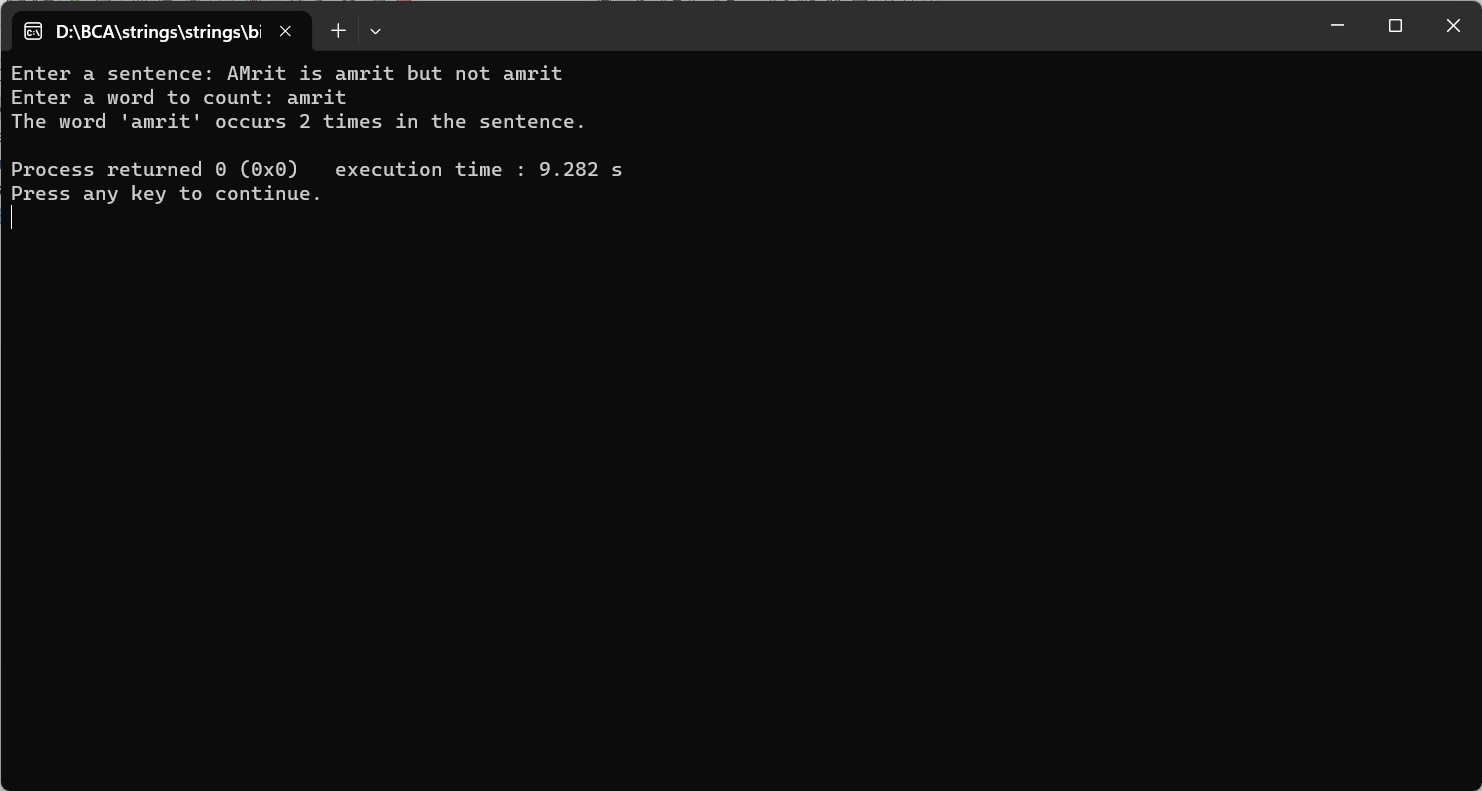 D:\BCA\strings\strings\bi
Enter a sentence: AMrit is amrit but not amrit
Enter a word to count: amrit
The word 'amrit' occurs 2 times in the sentence.
Process returned 0 (0x0)   execution time : 9.282 s
Press any key to continue.